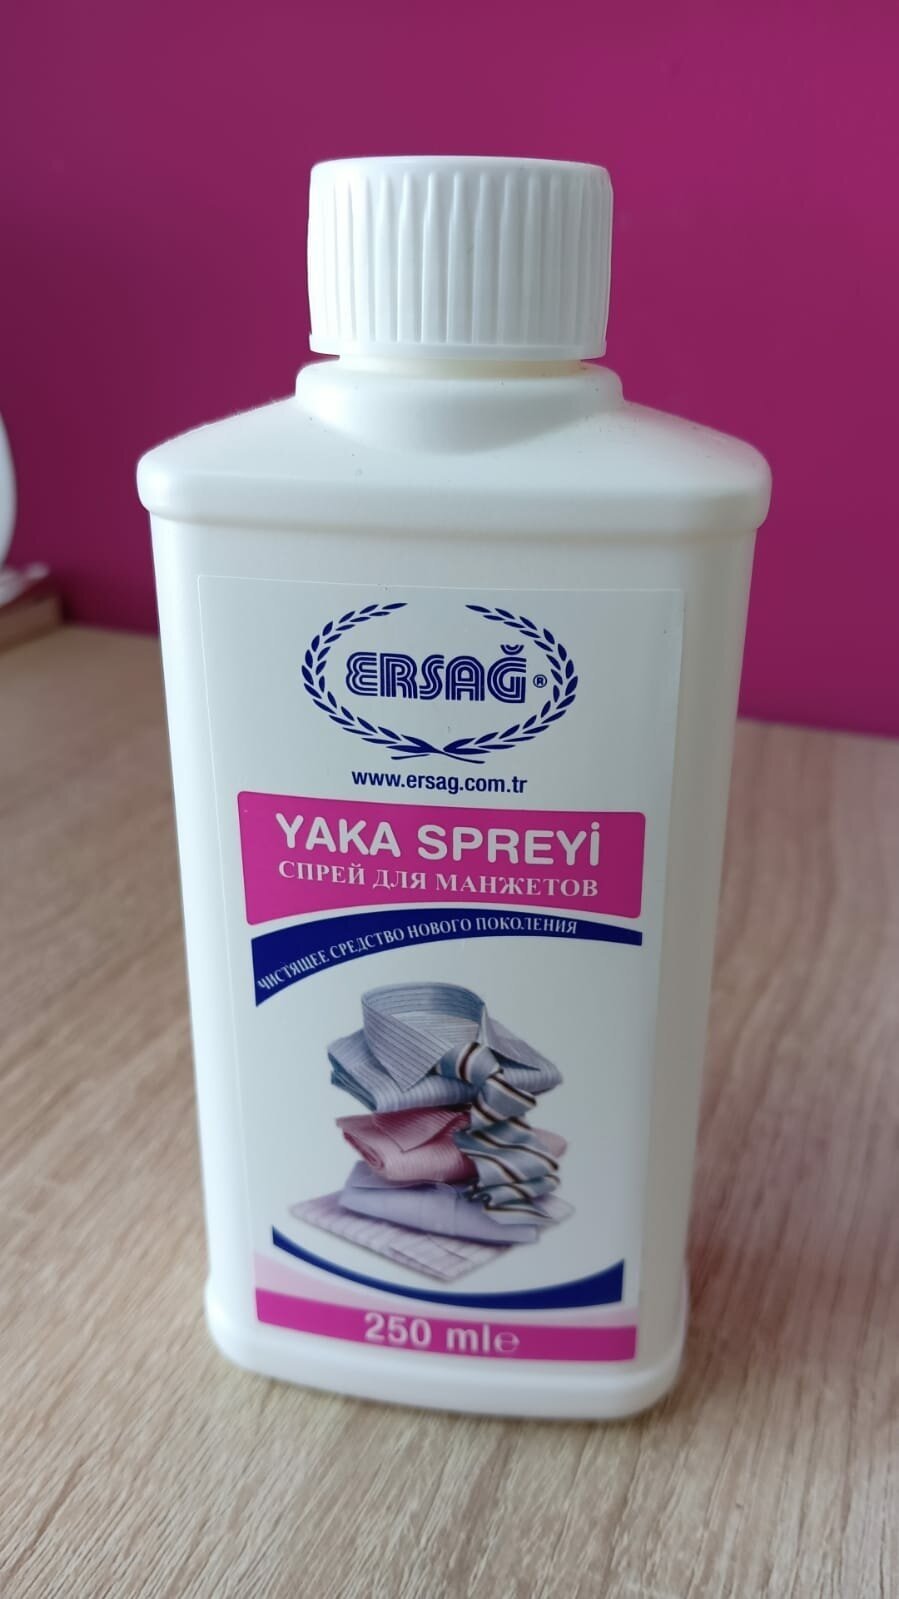 ERSAĞ®
www.ersag.com.tr
YAKA SPREYİ
СПРЕЙ ДЛЯ МАНЖЕТОВ
ЧИСТЯЩЕЕ СРЕДСТВО НОВОГО ПОКОЛЕНИЯ
250 ml℮